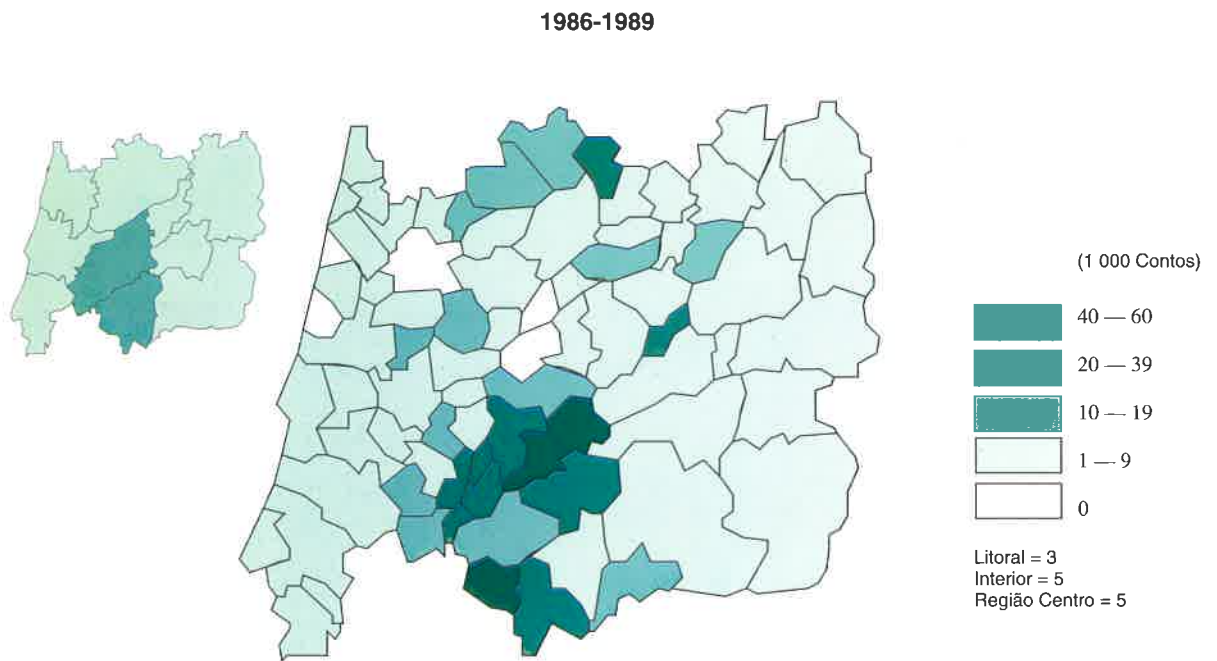 1986-1989
(1 000 Contos)
40 — 60
20 — 39
10 — 19
1 — 9
0
Litoral = 3
Interior = 5
Região Centro = 5